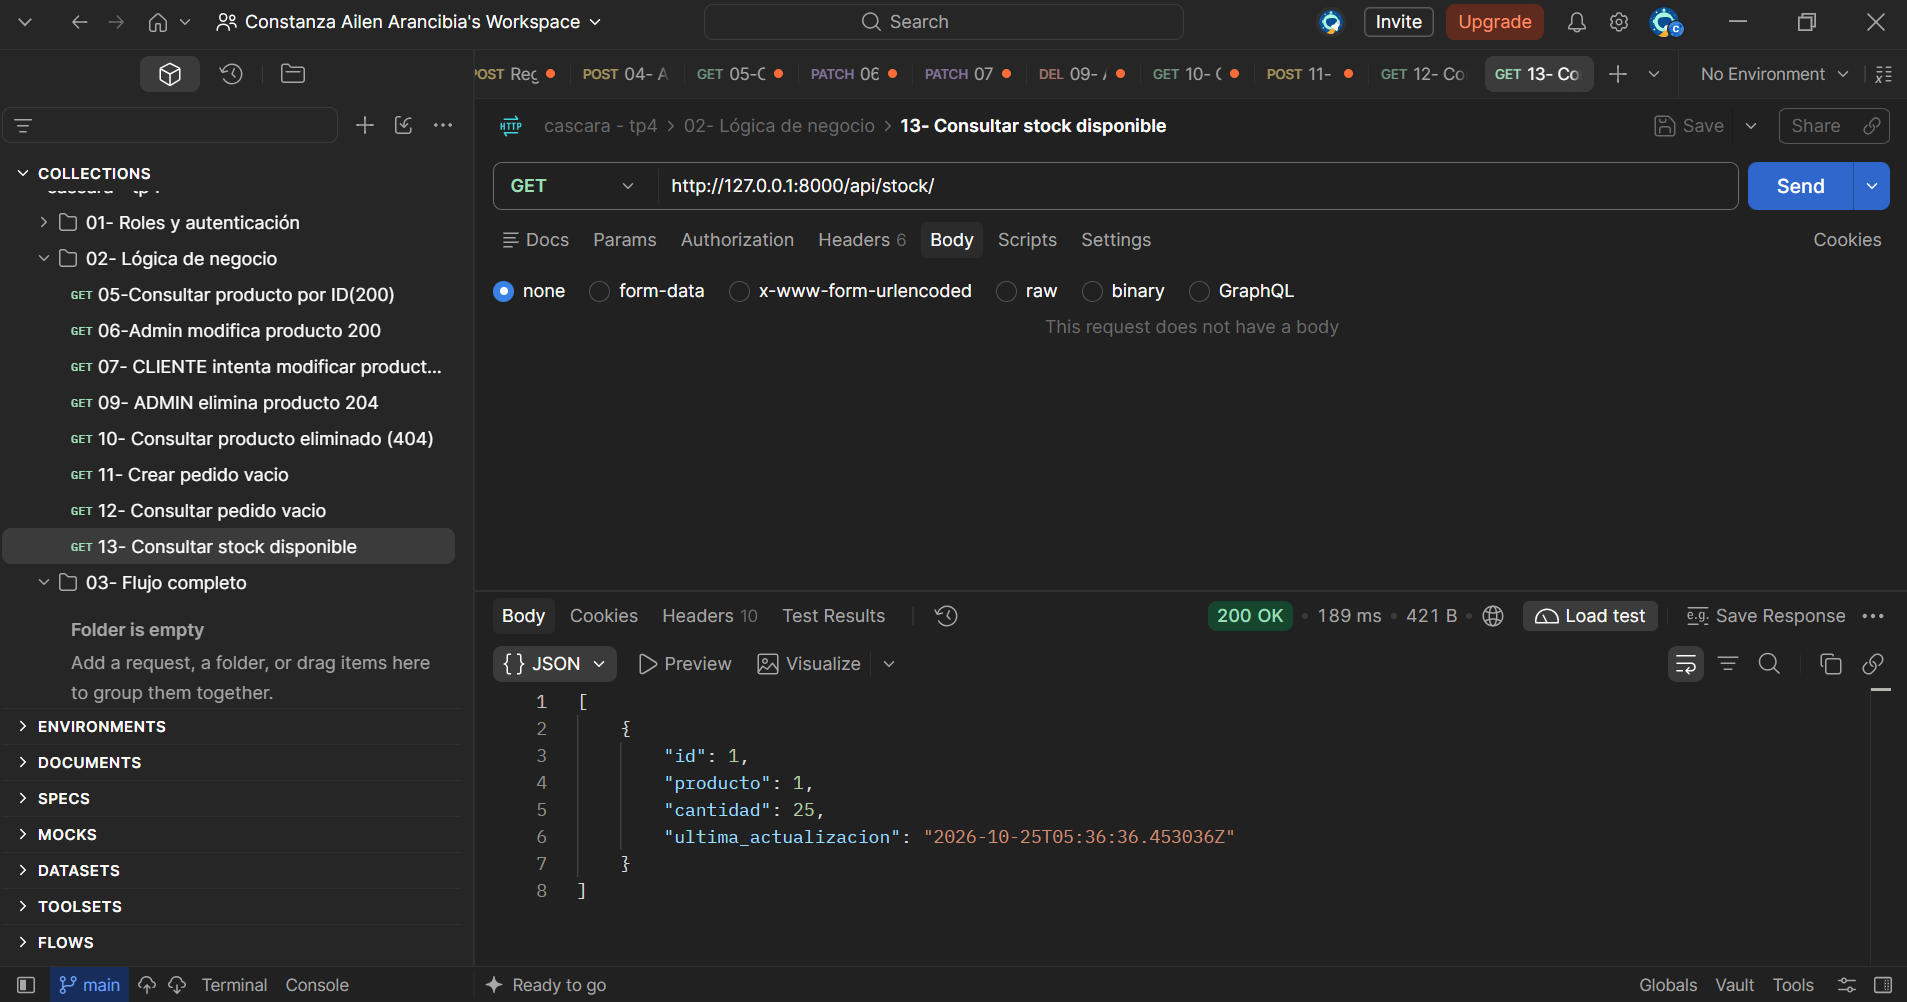 Constanza Ailen Arancibia's Workspace
Search
Invite
Upgrade
POST Reg
POST 04- A
GET 05-C
PATCH 06
PATCH 07
DEL 09- A
GET 10- C
POST 11-
GET 12- Co
GET 13- Co
No Environment
cascara - tp4 > 02- Lógica de negocio > 13- Consultar stock disponible
Save
Share
COLLECTIONS
cascara - tp4
01- Roles y autenticación
02- Lógica de negocio
GET 05-Consultar producto por ID(200)
GET 06-Admin modifica producto 200
GET 07- CLIENTE intenta modificar product...
GET 09- ADMIN elimina producto 204
GET 10- Consultar producto eliminado (404)
GET 11- Crear pedido vacio
GET 12- Consultar pedido vacio
GET 13- Consultar stock disponible
03- Flujo completo
Folder is empty
Add a request, a folder, or drag items here
to group them together.
ENVIRONMENTS
DOCUMENTS
SPECS
MOCKS
DATASETS
TOOLSETS
FLOWS
GET
http://127.0.0.1:8000/api/stock/
Send
Docs Params Authorization Headers 6 Body Scripts Settings
Cookies
none form-data x-www-form-urlencoded raw binary GraphQL
This request does not have a body
Body Cookies Headers 10 Test Results
200 OK • 189 ms • 421 B
Load test
e.g. Save Response
{} JSON Preview Visualize
1 [
2 {
3 "id": 1,
4 "producto": 1,
5 "cantidad": 25,
6 "ultima_actualizacion": "2026-10-25T05:36:36.453036Z"
7 }
8 ]
main Terminal Console
Ready to go
Globals Vault Tools